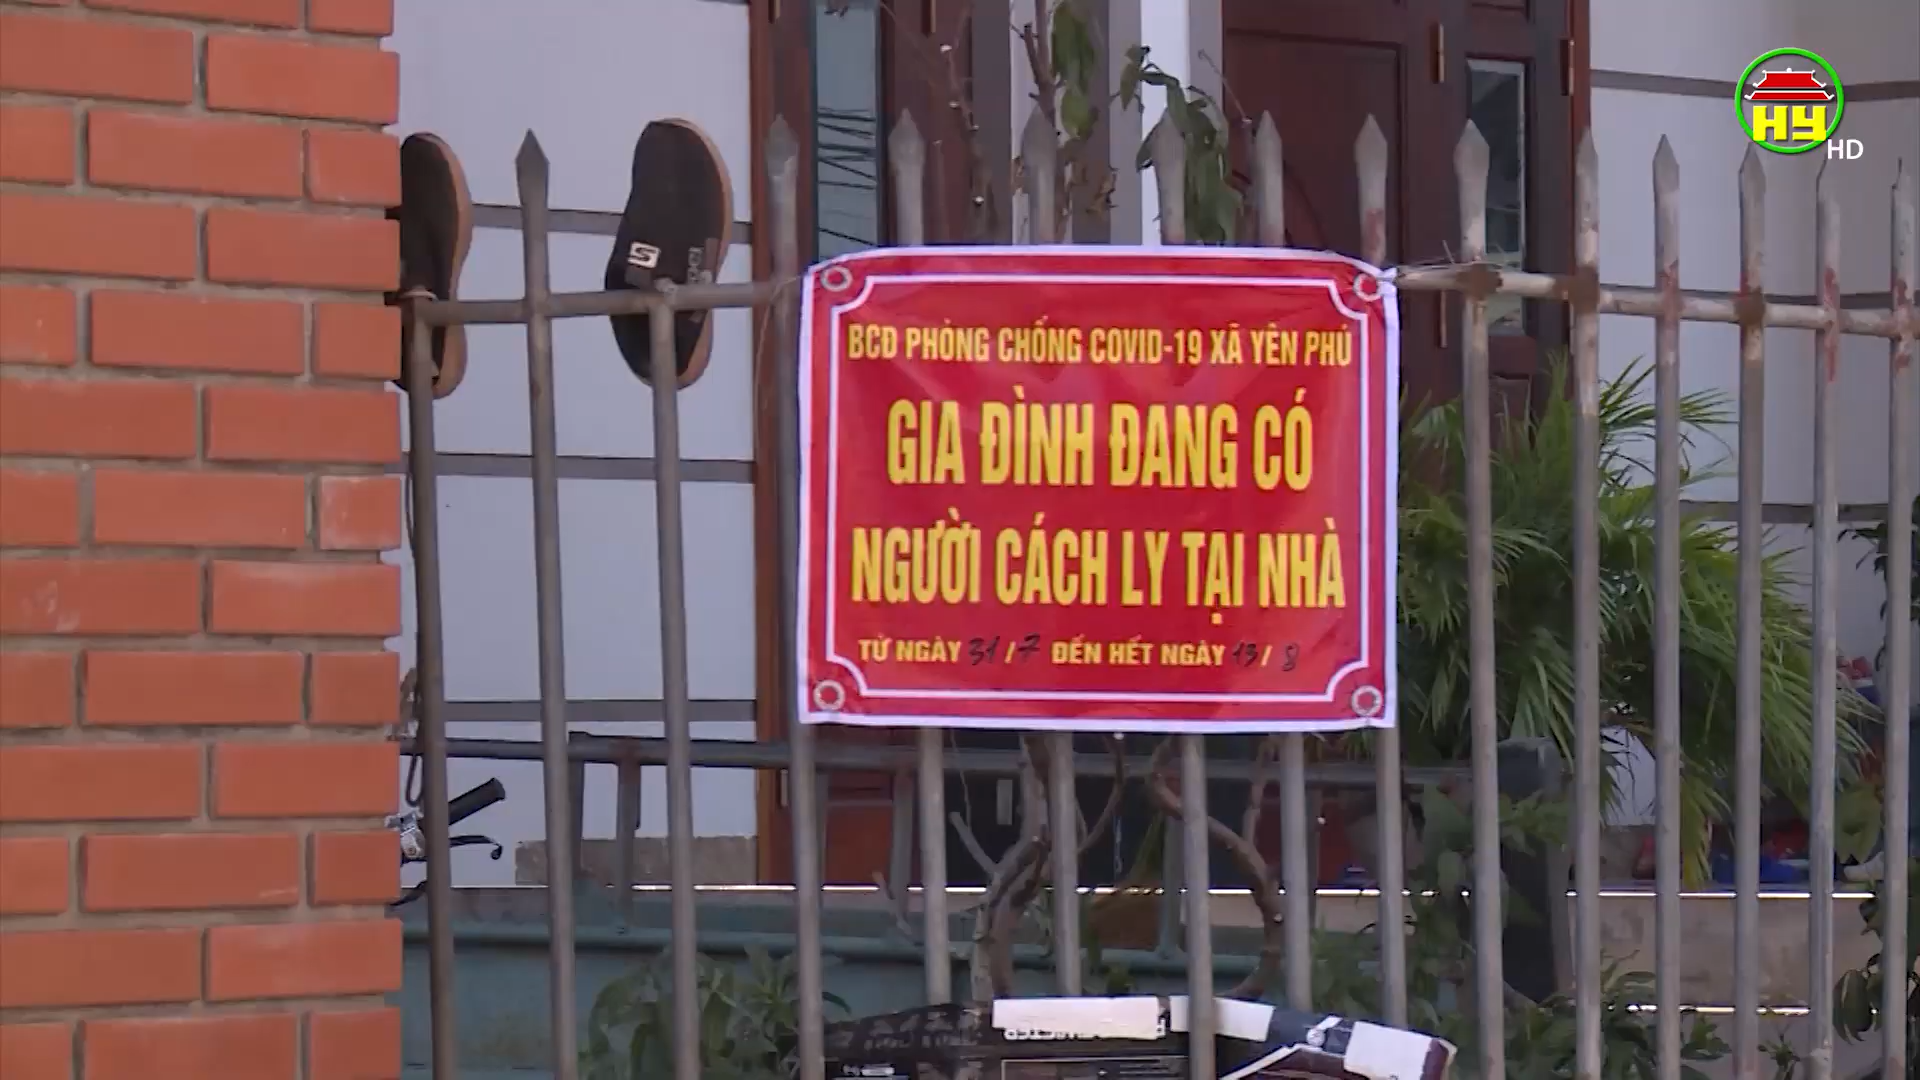 HY
HD
S
BCĐ PHÒNG CHỐNG COVID-19 XÃ YÊN PHÚ
GIA ĐÌNH ĐANG CÓ
NGƯỜI CÁCH LY TẠI NHÀ
TỪ NGÀY 31/7 ĐẾN HẾT NGÀY 13/8